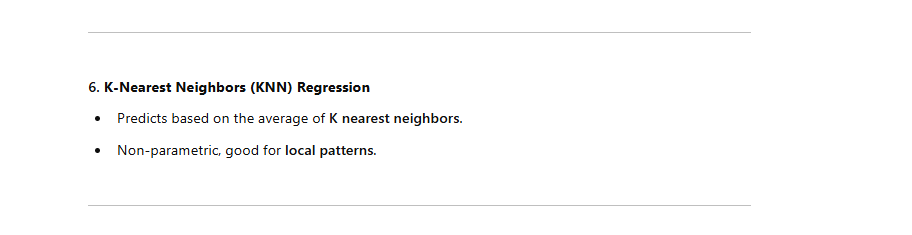 6. K-Nearest Neighbors (KNN) Regression
• Predicts based on the average of K nearest neighbors.
• Non-parametric, good for local patterns.